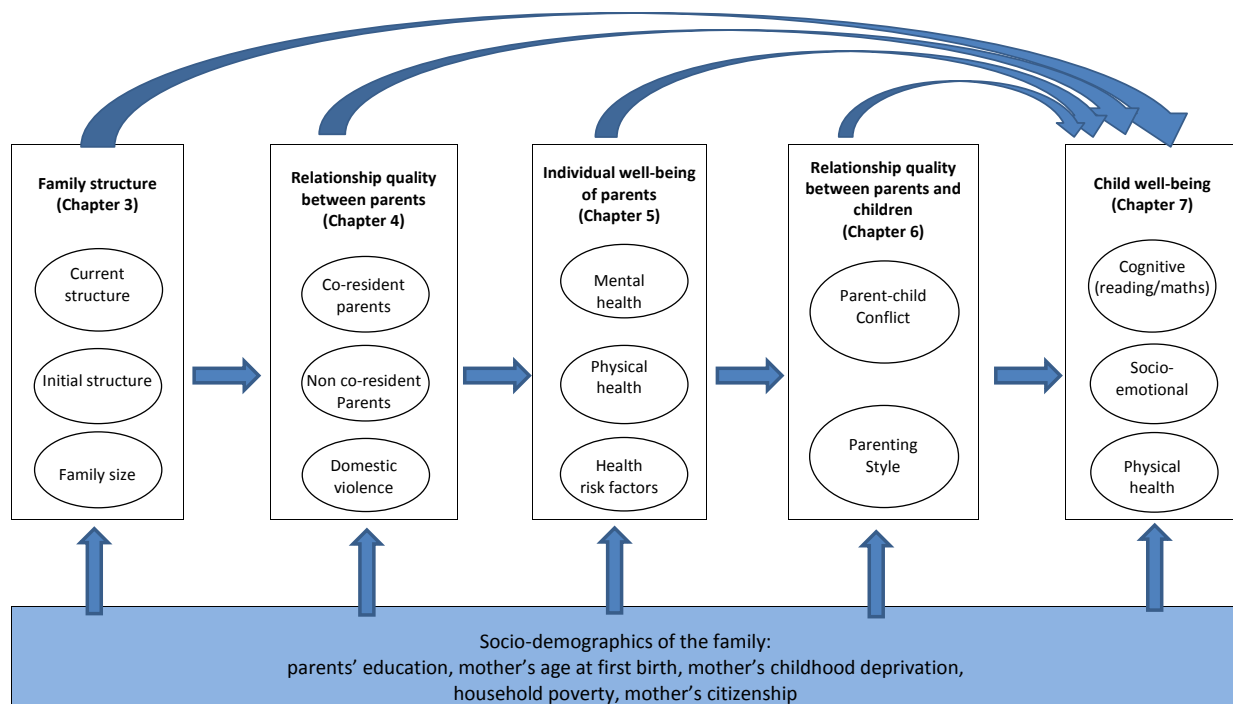 Family structure
(Chapter 3)
Current
structure
Initial structure
Family size
Relationship quality
between parents
(Chapter 4)
Co-resident
parents
Non co-resident
Parents
Domestic
violence
Individual well-being
of parents
(Chapter 5)
Mental
health
Physical
health
Health
risk factors
Relationship quality
between parents and
children
(Chapter 6)
Parent-child
Conflict
Parenting
Style
Child well-being
(Chapter 7)
Cognitive
(reading/maths)
Socio-
emotional
Physical
health
Socio-demographics of the family:
parents’ education, mother’s age at first birth, mother’s childhood deprivation,
household poverty, mother’s citizenship